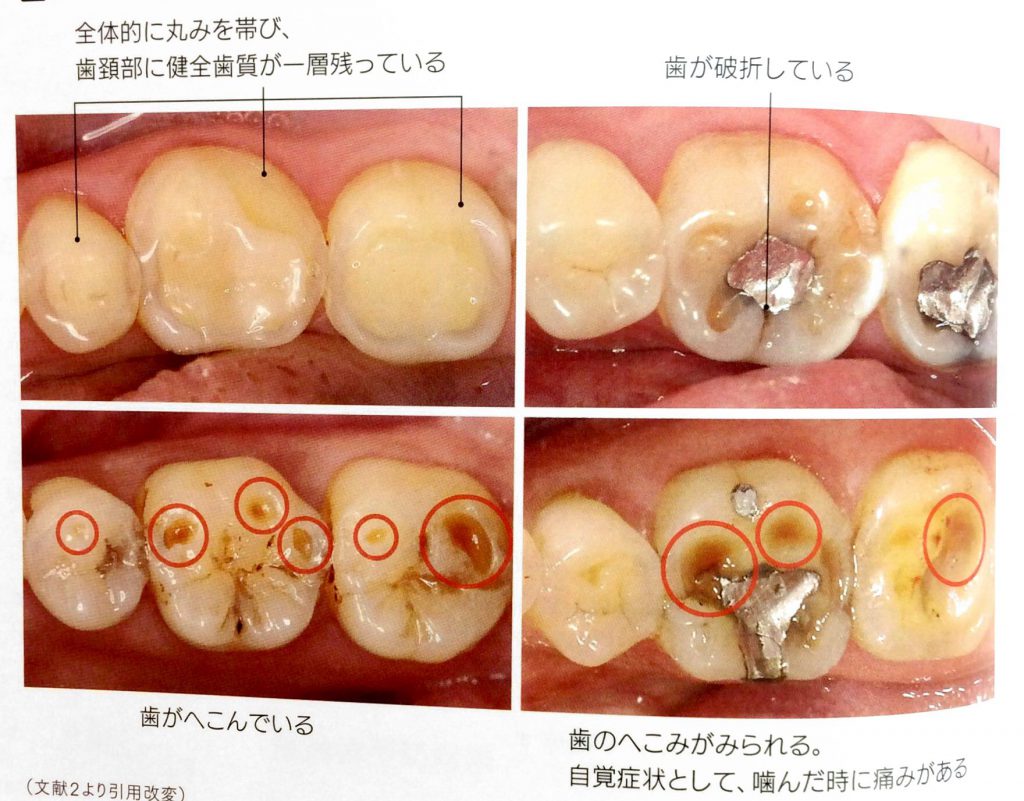 全体的に丸みを帯び、
歯頚部に健全歯質が一層残っている
歯が破折している
歯がへこんでいる
歯のへこみがみられる。
自覚症状として、噛んだ時に痛みがある
(文献2より引用改変)